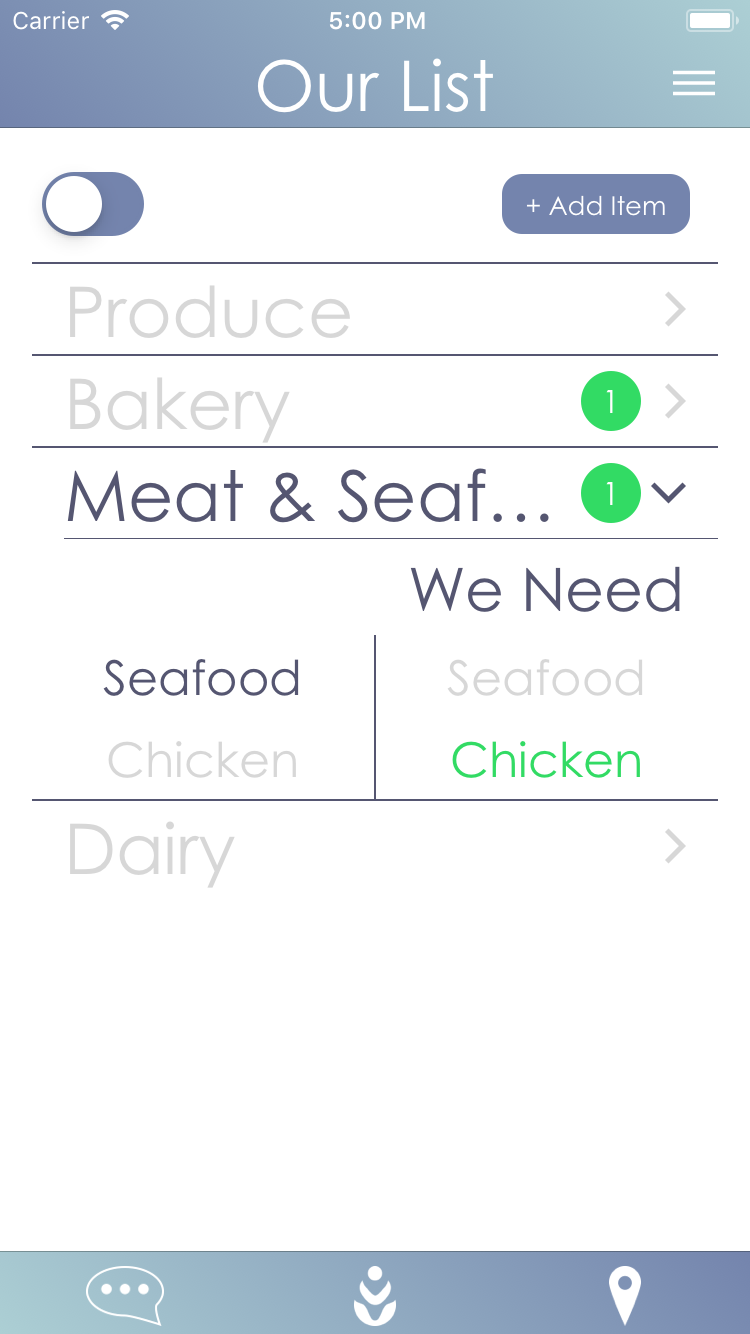 Carrier 5:00 PM
Our List
+ Add Item
Produce
Bakery 1
Meat & Seaf... 1
We Need
Seafood Seafood
Chicken Chicken
Dairy